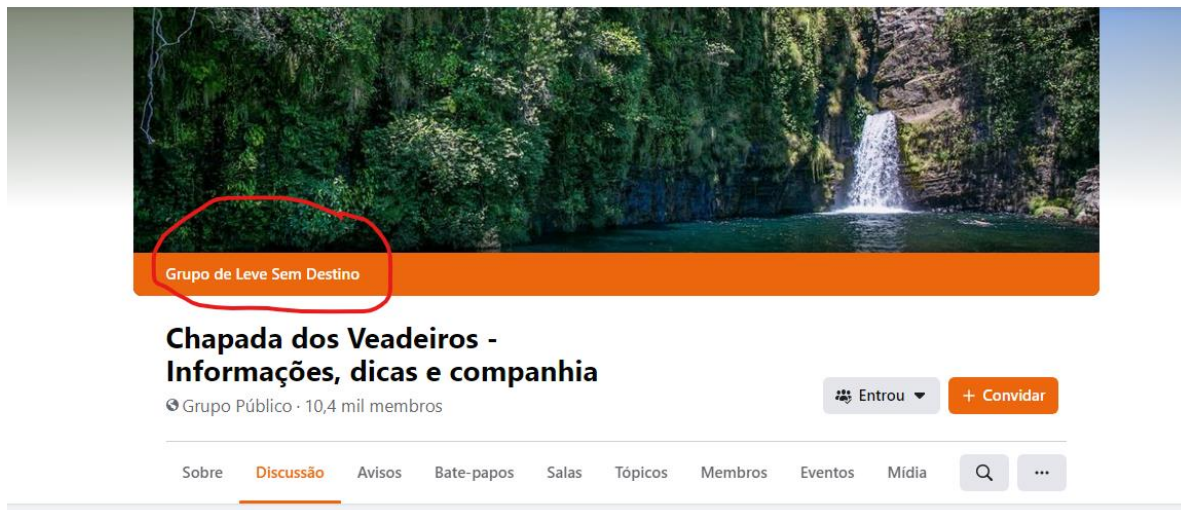 Grupo de Leve Sem Destino
Chapada dos Veadeiros -
Informações, dicas e companhia
Grupo Público · 10,4 mil membros
Entrou
+ Convidar
Sobre Discussão Avisos Bate-papos Salas Tópicos Membros Eventos Mídia